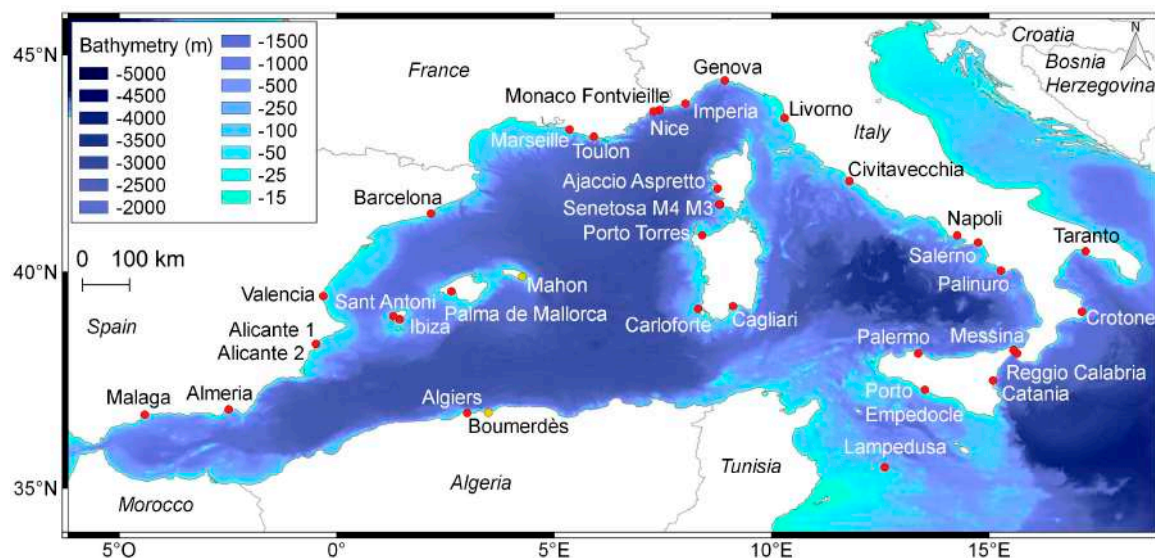 45°N
40°N
35°N
Bathymetry (m)
-5000
-4500
-4000
-3500
-3000
-2500
-2000
-1500
-1000
-500
-250
-100
-50
-25
-15
0 100 km
N
Croatia
Bosnia
Herzegovina
France
Genova
Monaco Fontvieille
Imperia
Livorno
Nice
Italy
Marseille
Toulon
Civitavecchia
Ajaccio Aspretto
Barcelona
Senetosa M4 M3
Napoli
Porto Torres
Taranto
Salerno
Mahon
Palinuro
Valencia
Sant Antoni
Palma de Mallorca
Spain
Ibiza
Carloforte
Cagliari
Crotone
Alicante 1
Alicante 2
Palermo
Messina
Reggio Calabria
Malaga
Almeria
Algiers
Porto
Empedocle
Catania
Boumerdès
Lampedusa
Tunisia
Algeria
Morocco
5°O
0°
5°E
10°E
15°E